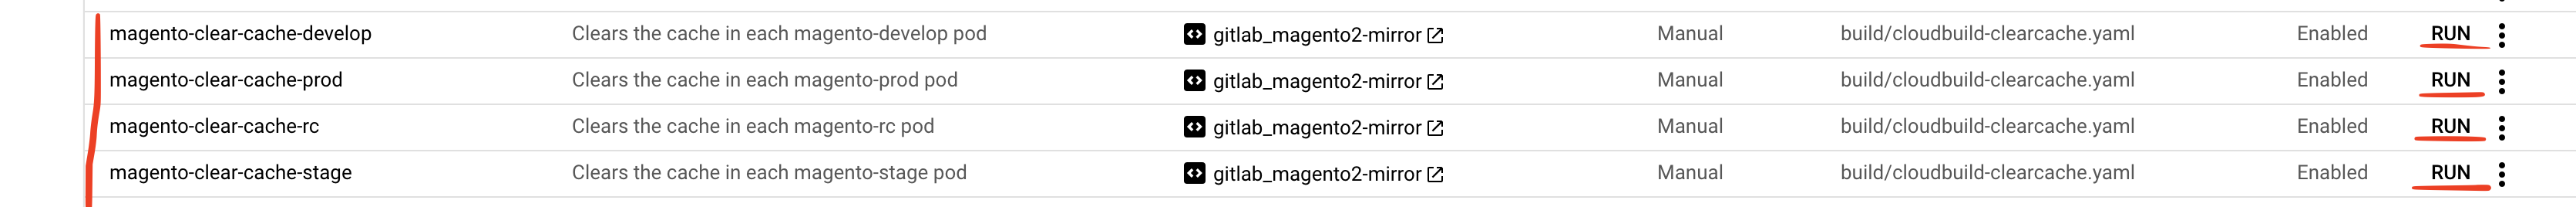 magento-clear-cache-develop Clears the cache in each magento-develop pod gitlab_magento2-mirror Manual build/cloudbuild-clearcache.yaml Enabled RUN
magento-clear-cache-prod Clears the cache in each magento-prod pod gitlab_magento2-mirror Manual build/cloudbuild-clearcache.yaml Enabled RUN
magento-clear-cache-rc Clears the cache in each magento-rc pod gitlab_magento2-mirror Manual build/cloudbuild-clearcache.yaml Enabled RUN
magento-clear-cache-stage Clears the cache in each magento-stage pod gitlab_magento2-mirror Manual build/cloudbuild-clearcache.yaml Enabled RUN